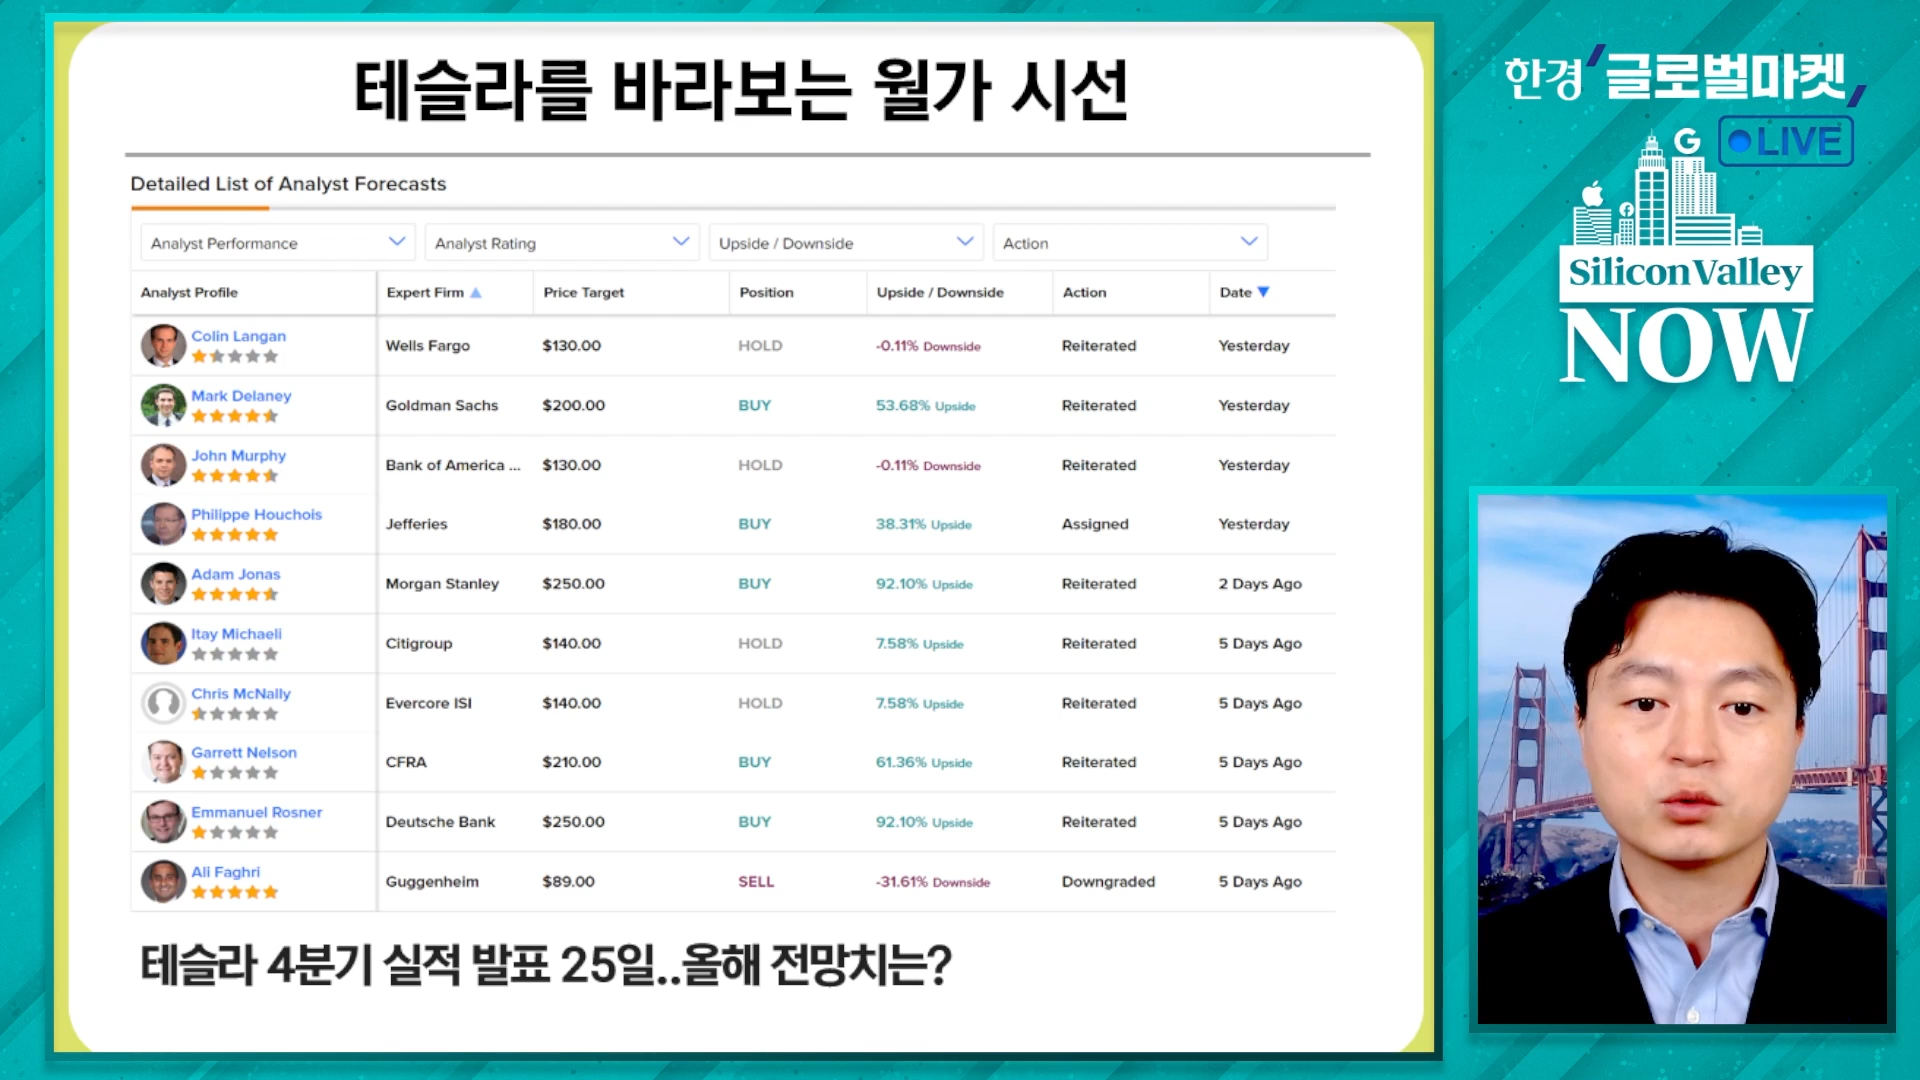 테슬라를 바라보는 월가 시선
Detailed List of Analyst Forecasts
Analyst Performance Analyst Rating Upside / Downside Action
Analyst Profile Expert Firm Price Target Position Upside / Downside Action Date
Colin Langan Wells Fargo $130.00 HOLD -0.11% Downside Reiterated Yesterday
Mark Delaney Goldman Sachs $200.00 BUY 53.68% Upside Reiterated Yesterday
John Murphy Bank of America ... $130.00 HOLD -0.11% Downside Reiterated Yesterday
Philippe Houchois Jefferies $180.00 BUY 38.31% Upside Assigned Yesterday
Adam Jonas Morgan Stanley $250.00 BUY 92.10% Upside Reiterated 2 Days Ago
Itay Michaeli Citigroup $140.00 HOLD 7.58% Upside Reiterated 5 Days Ago
Chris McNally Evercore ISI $140.00 HOLD 7.58% Upside Reiterated 5 Days Ago
Garrett Nelson CFRA $210.00 BUY 61.36% Upside Reiterated 5 Days Ago
Emmanuel Rosner Deutsche Bank $250.00 BUY 92.10% Upside Reiterated 5 Days Ago
Ali Faghri Guggenheim $89.00 SELL -31.61% Downside Downgraded 5 Days Ago
테슬라 4분기 실적 발표 25일..올해 전망치는?
한경 '글로벌마켓,
LIVE
G
Silicon Valley
NOW